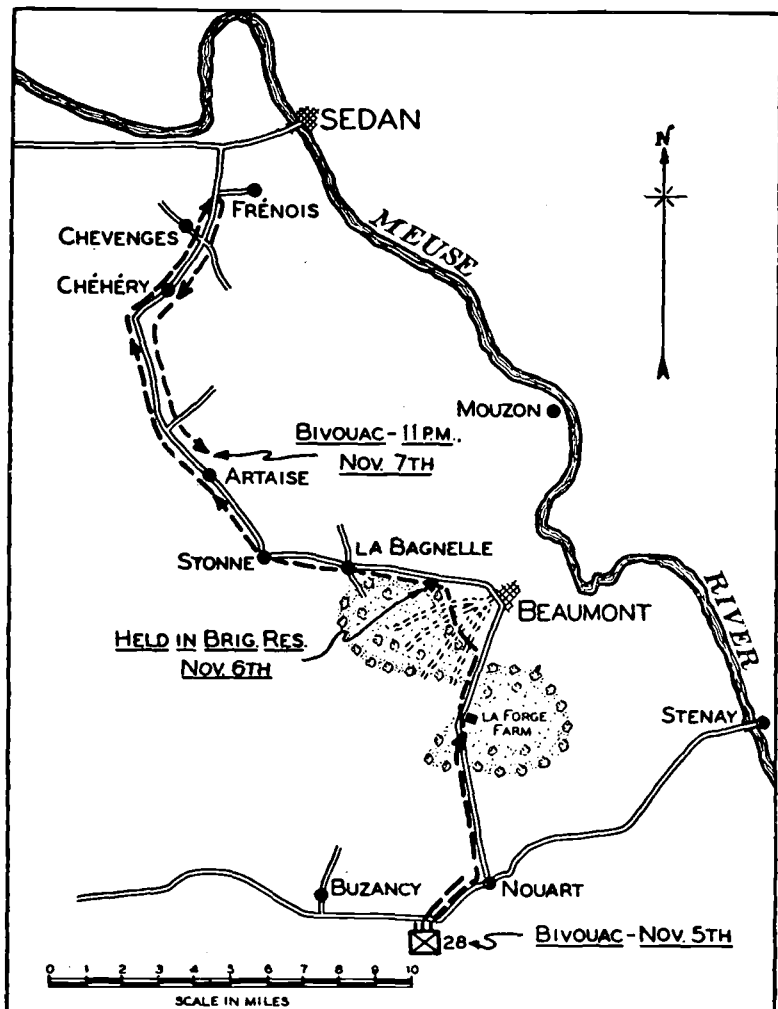 SEDAN
N
FRÉNOIS
CHEVENGES
MEUSE
CHÉHÉRY
MOUZON
BIVOUAC-11P.M.,
NOV. 7TH
ARTAISE
LA BAGNELLE
STONNE
BEAUMONT
RIVER
HELD IN BRIG. RES.
NOV. 6TH
LA FORGE
FARM
STENAY
BUZANCY
NOUART
28
BIVOUAC-NOV. 5TH
0 1 2 3 4 5 6 7 8 9 10
SCALE IN MILES